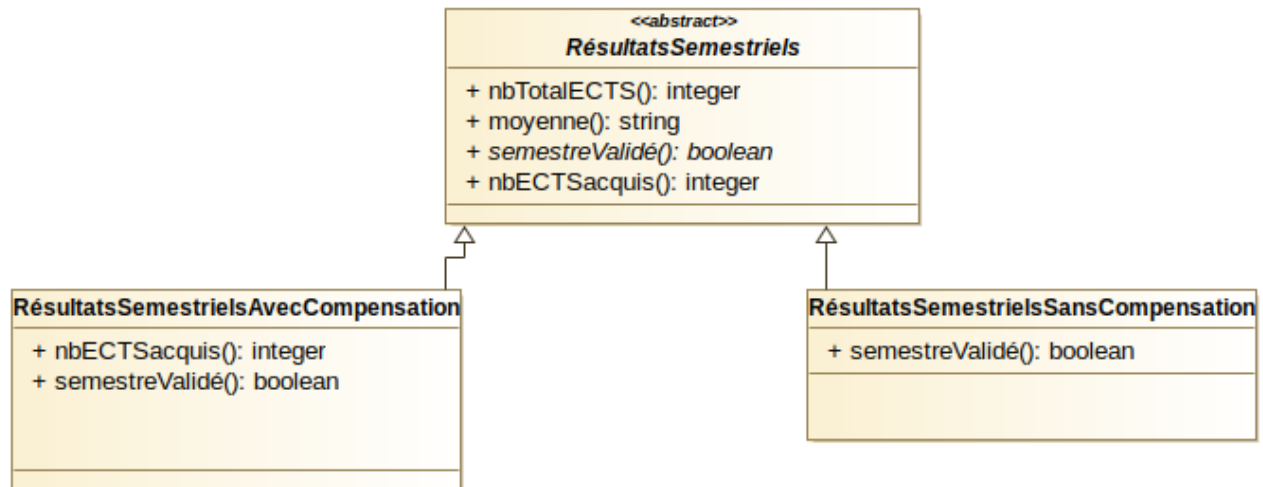 <<abstract>>
RésultatsSemestriels
+ nbTotalECTS(): integer
+ moyenne(): string
+ semestreValidé(): boolean
+ nbECTSacquis(): integer
RésultatsSemestrielsAvecCompensation
+ nbECTSacquis(): integer
+ semestreValidé(): boolean
RésultatsSemestrielsSansCompensation
+ semestreValidé(): boolean